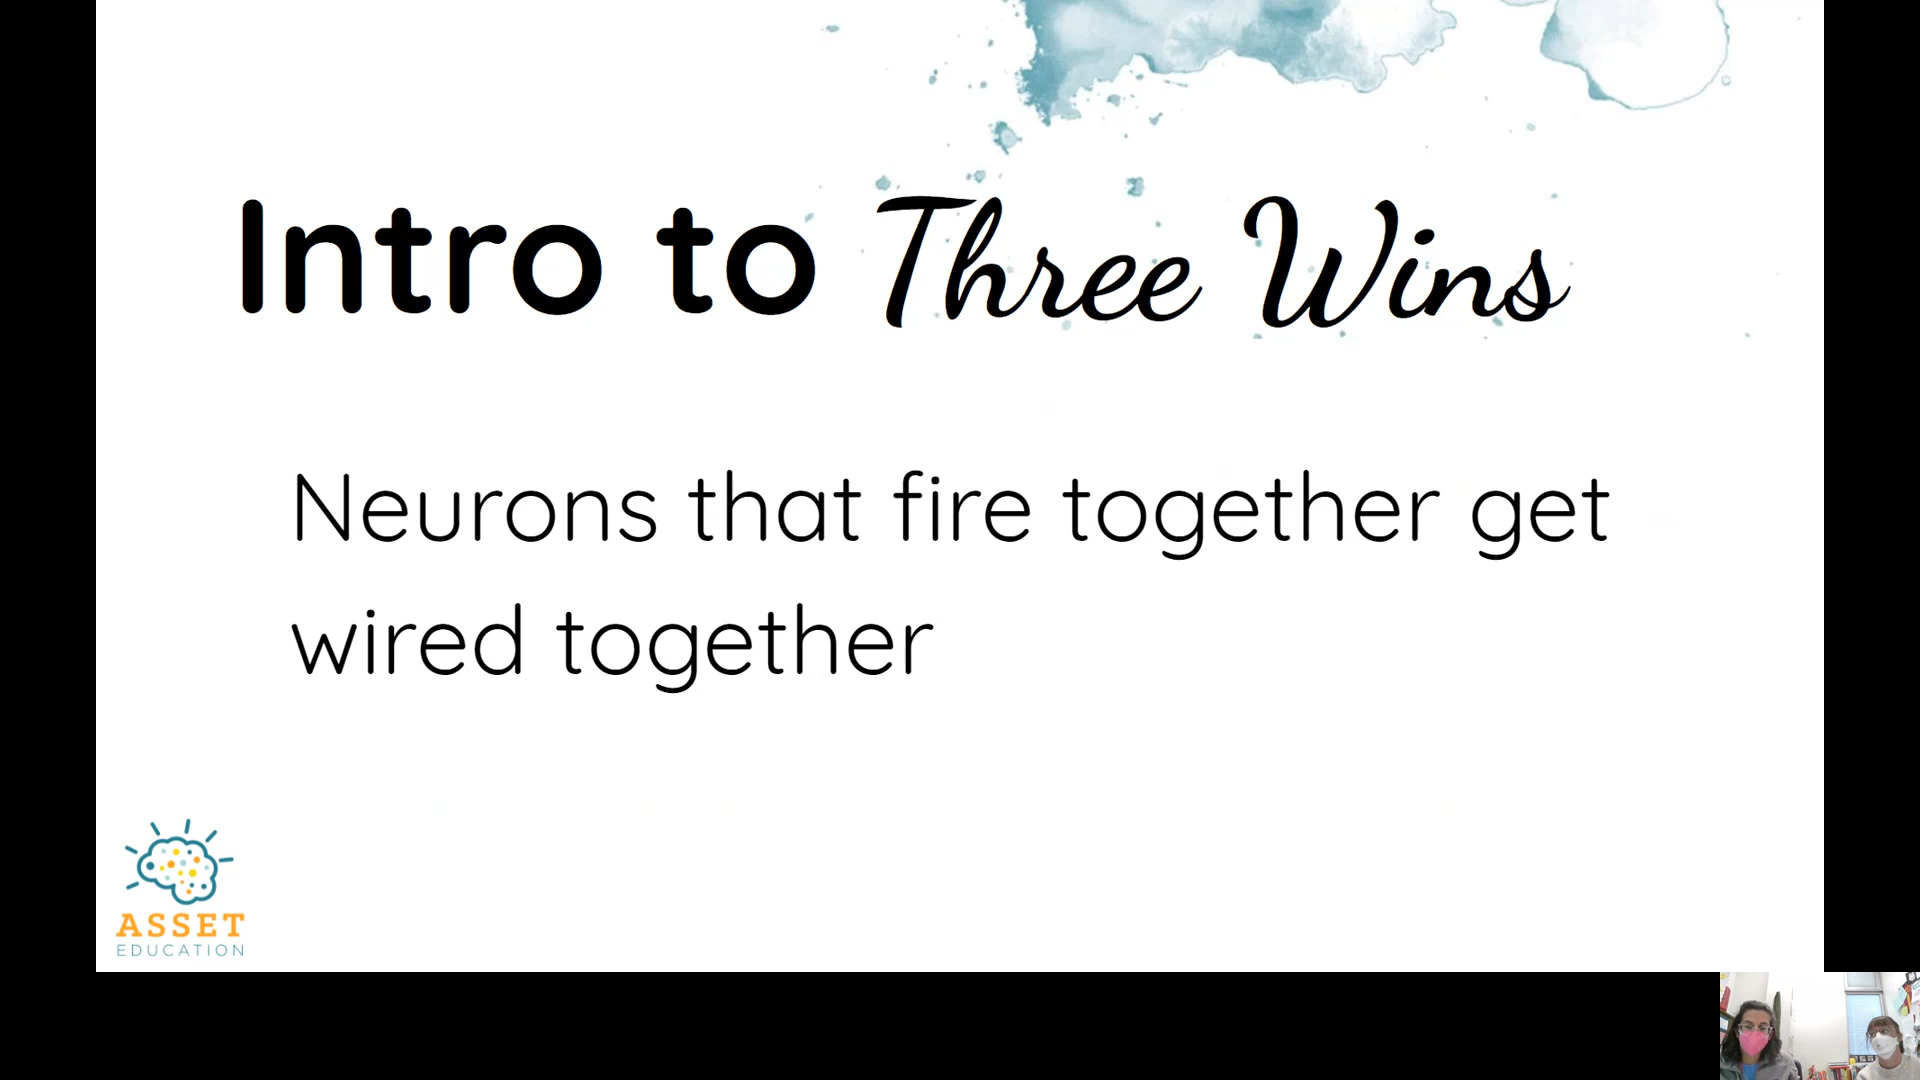 Intro to Three Wins
Neurons that fire together get
wired together
ASSET
EDUCATION